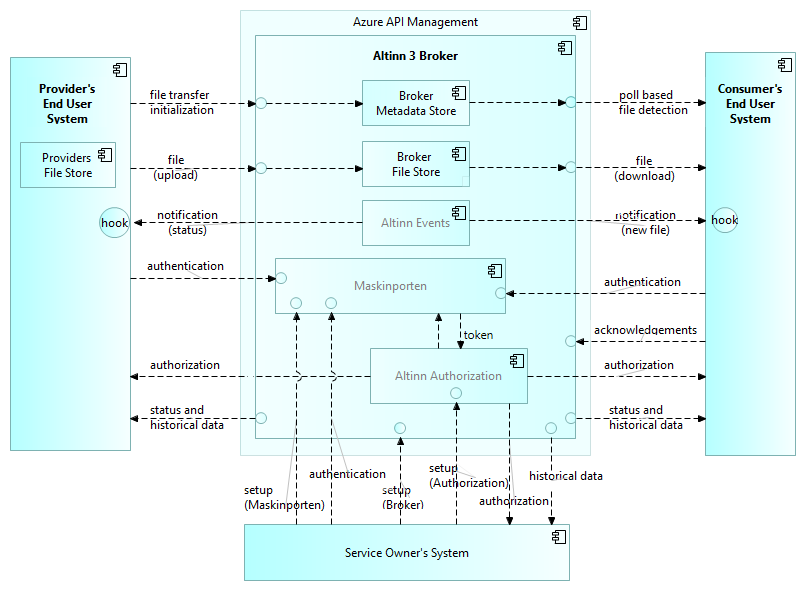 Azure API Management
Altinn 3 Broker
Provider's
End User
System
Consumer's
End User
System
file transfer
initialization
Broker
Metadata Store
poll based
file detection
Providers
File Store
file
(upload)
Broker
File Store
file
(download)
hook
notification
(status)
Altinn Events
notification
(new file)
hook
authentication
Maskinporten
authentication
token
acknowledgements
authorization
Altinn Authorization
authorization
status and
historical data
status and
historical data
setup
(Maskinporten)
authentication
setup
(Broker)
setup
(Authorization)
authorization
historical data
Service Owner's System